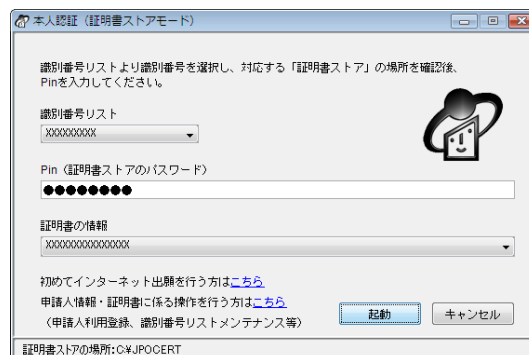 本人認証（証明書ストアモード）
識別番号リストより識別番号を選択し、対応する「証明書ストア」の場所を確認後、
Pinを入力してください。
識別番号リスト
XXXXXXXXX
Pin（証明書ストアのパスワード）
●●●●●●●●
証明書の情報
XXXXXXXXXXXXXX
初めてインターネット出願を行う方はこちら
申請人情報・証明書に係る操作を行う方はこちら
（申請人利用登録、識別番号リストメンテナンス等）
起動
キャンセル
証明書ストアの場所:C:¥JPOCERT